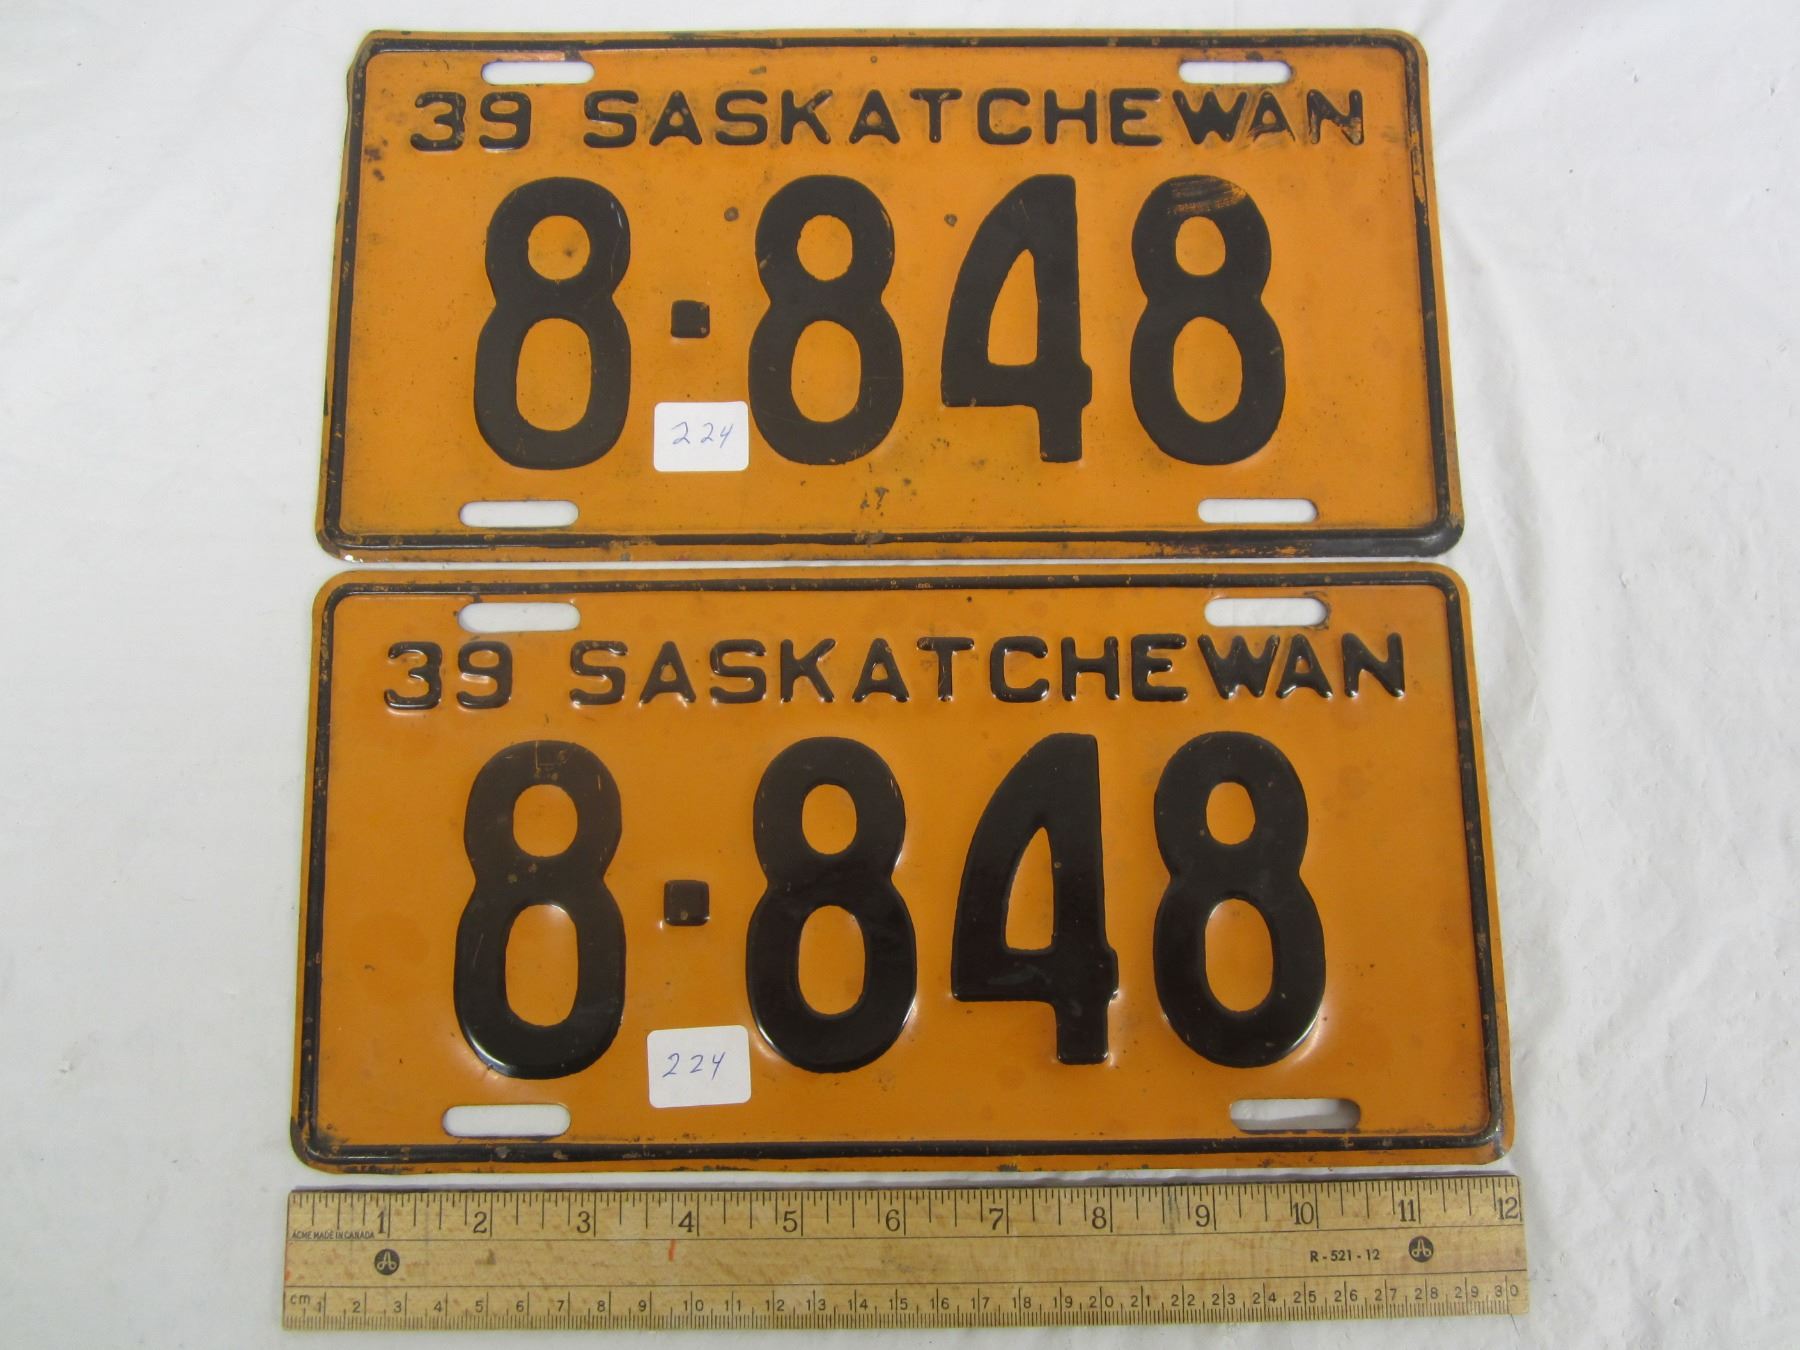 39 SASKATCHEWAN
8-848
224
39 SASKATCHEWAN
8-848
224
1 2 3 4 5 6 7 8 9 10 11 12
ACME MADE IN CANADA
R-521-12
cm 1 2 3 4 5 6 7 8 9 10 11 12 13 14 15 16 17 18 19 20 21 22 23 24 25 26 27 28 29 30